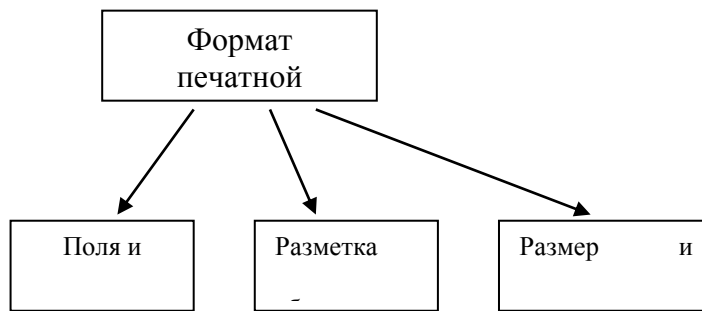 Формат
печатной
Поля и
Разметка
Размер и